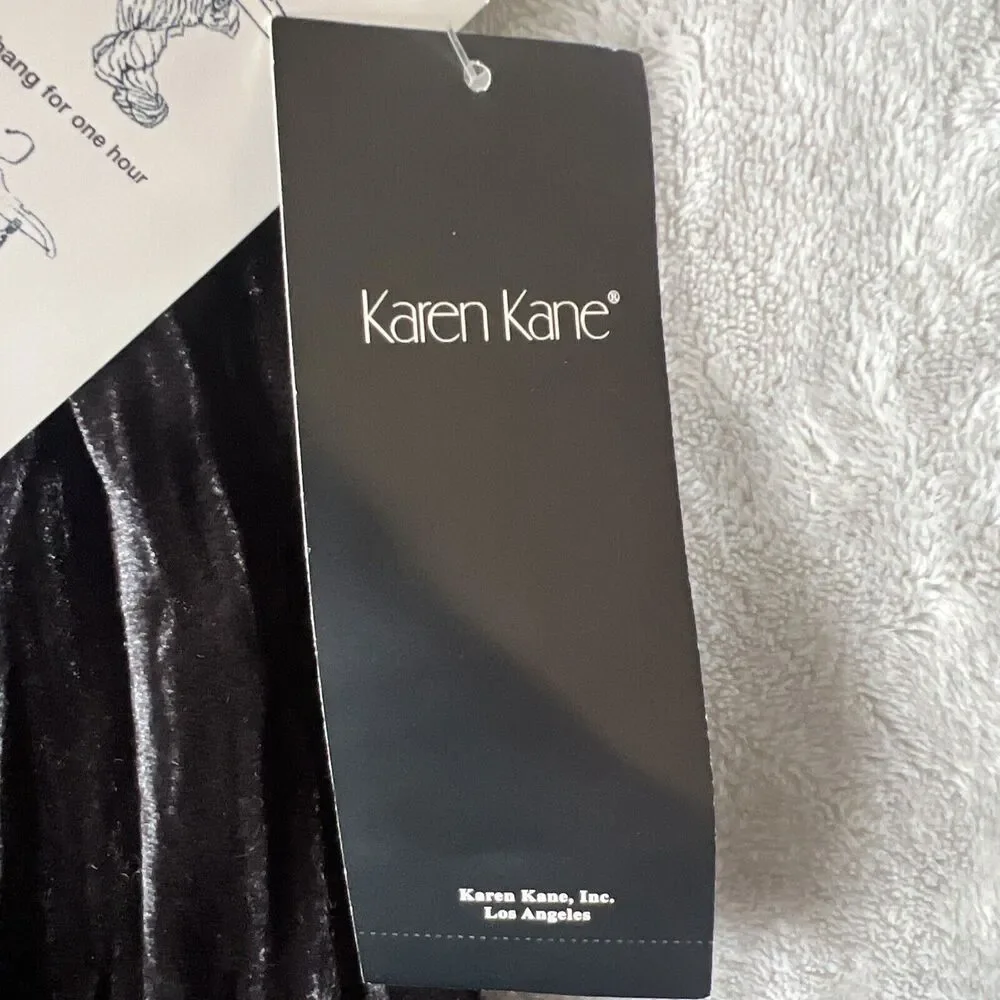 hang for one hour
Karen Kane®
Karen Kane, Inc.
Los Angeles